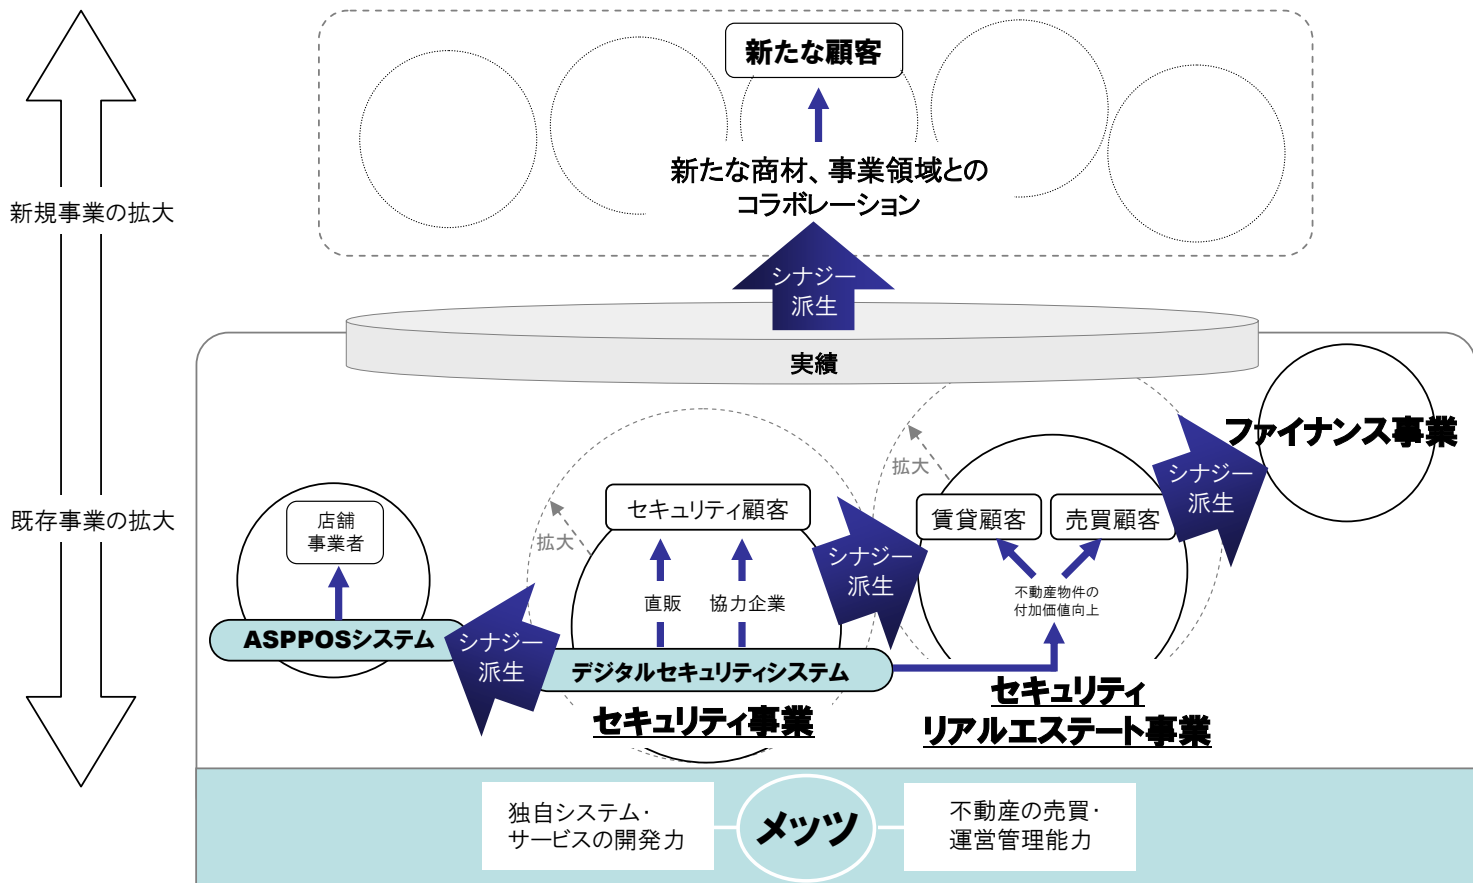 新たな顧客
新たな商材、事業領域との
コラボレーション
新規事業の拡大
シナジー
派生
実績
既存事業の拡大
ファイナンス事業
拡大
シナジー
派生
セキュリティ顧客
賃貸顧客
売買顧客
店舗
事業者
拡大
シナジー
派生
直販
協力企業
不動産物件の
付加価値向上
ASPPOSシステム
シナジー
派生
デジタルセキュリティシステム
セキュリティ事業
セキュリティ
リアルエステート事業
独自システム・
サービスの開発力
メッツ
不動産の売買・
運営管理能力